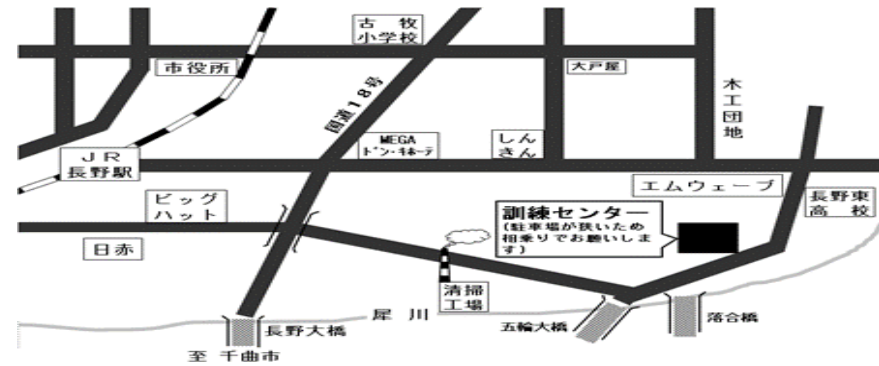 古牧
小学校
市役所
大戸屋
木工団地
国道18号
MEGA
ドン・キホーテ
しん
きん
JR
長野駅
エムウェーブ
ビッグ
ハット
長野東
高校
訓練センター
(駐車場が狭いため
相乗りでお願いしま
す)
日赤
清掃
工場
犀川
長野大橋
五輪大橋
落合橋
至 千曲市